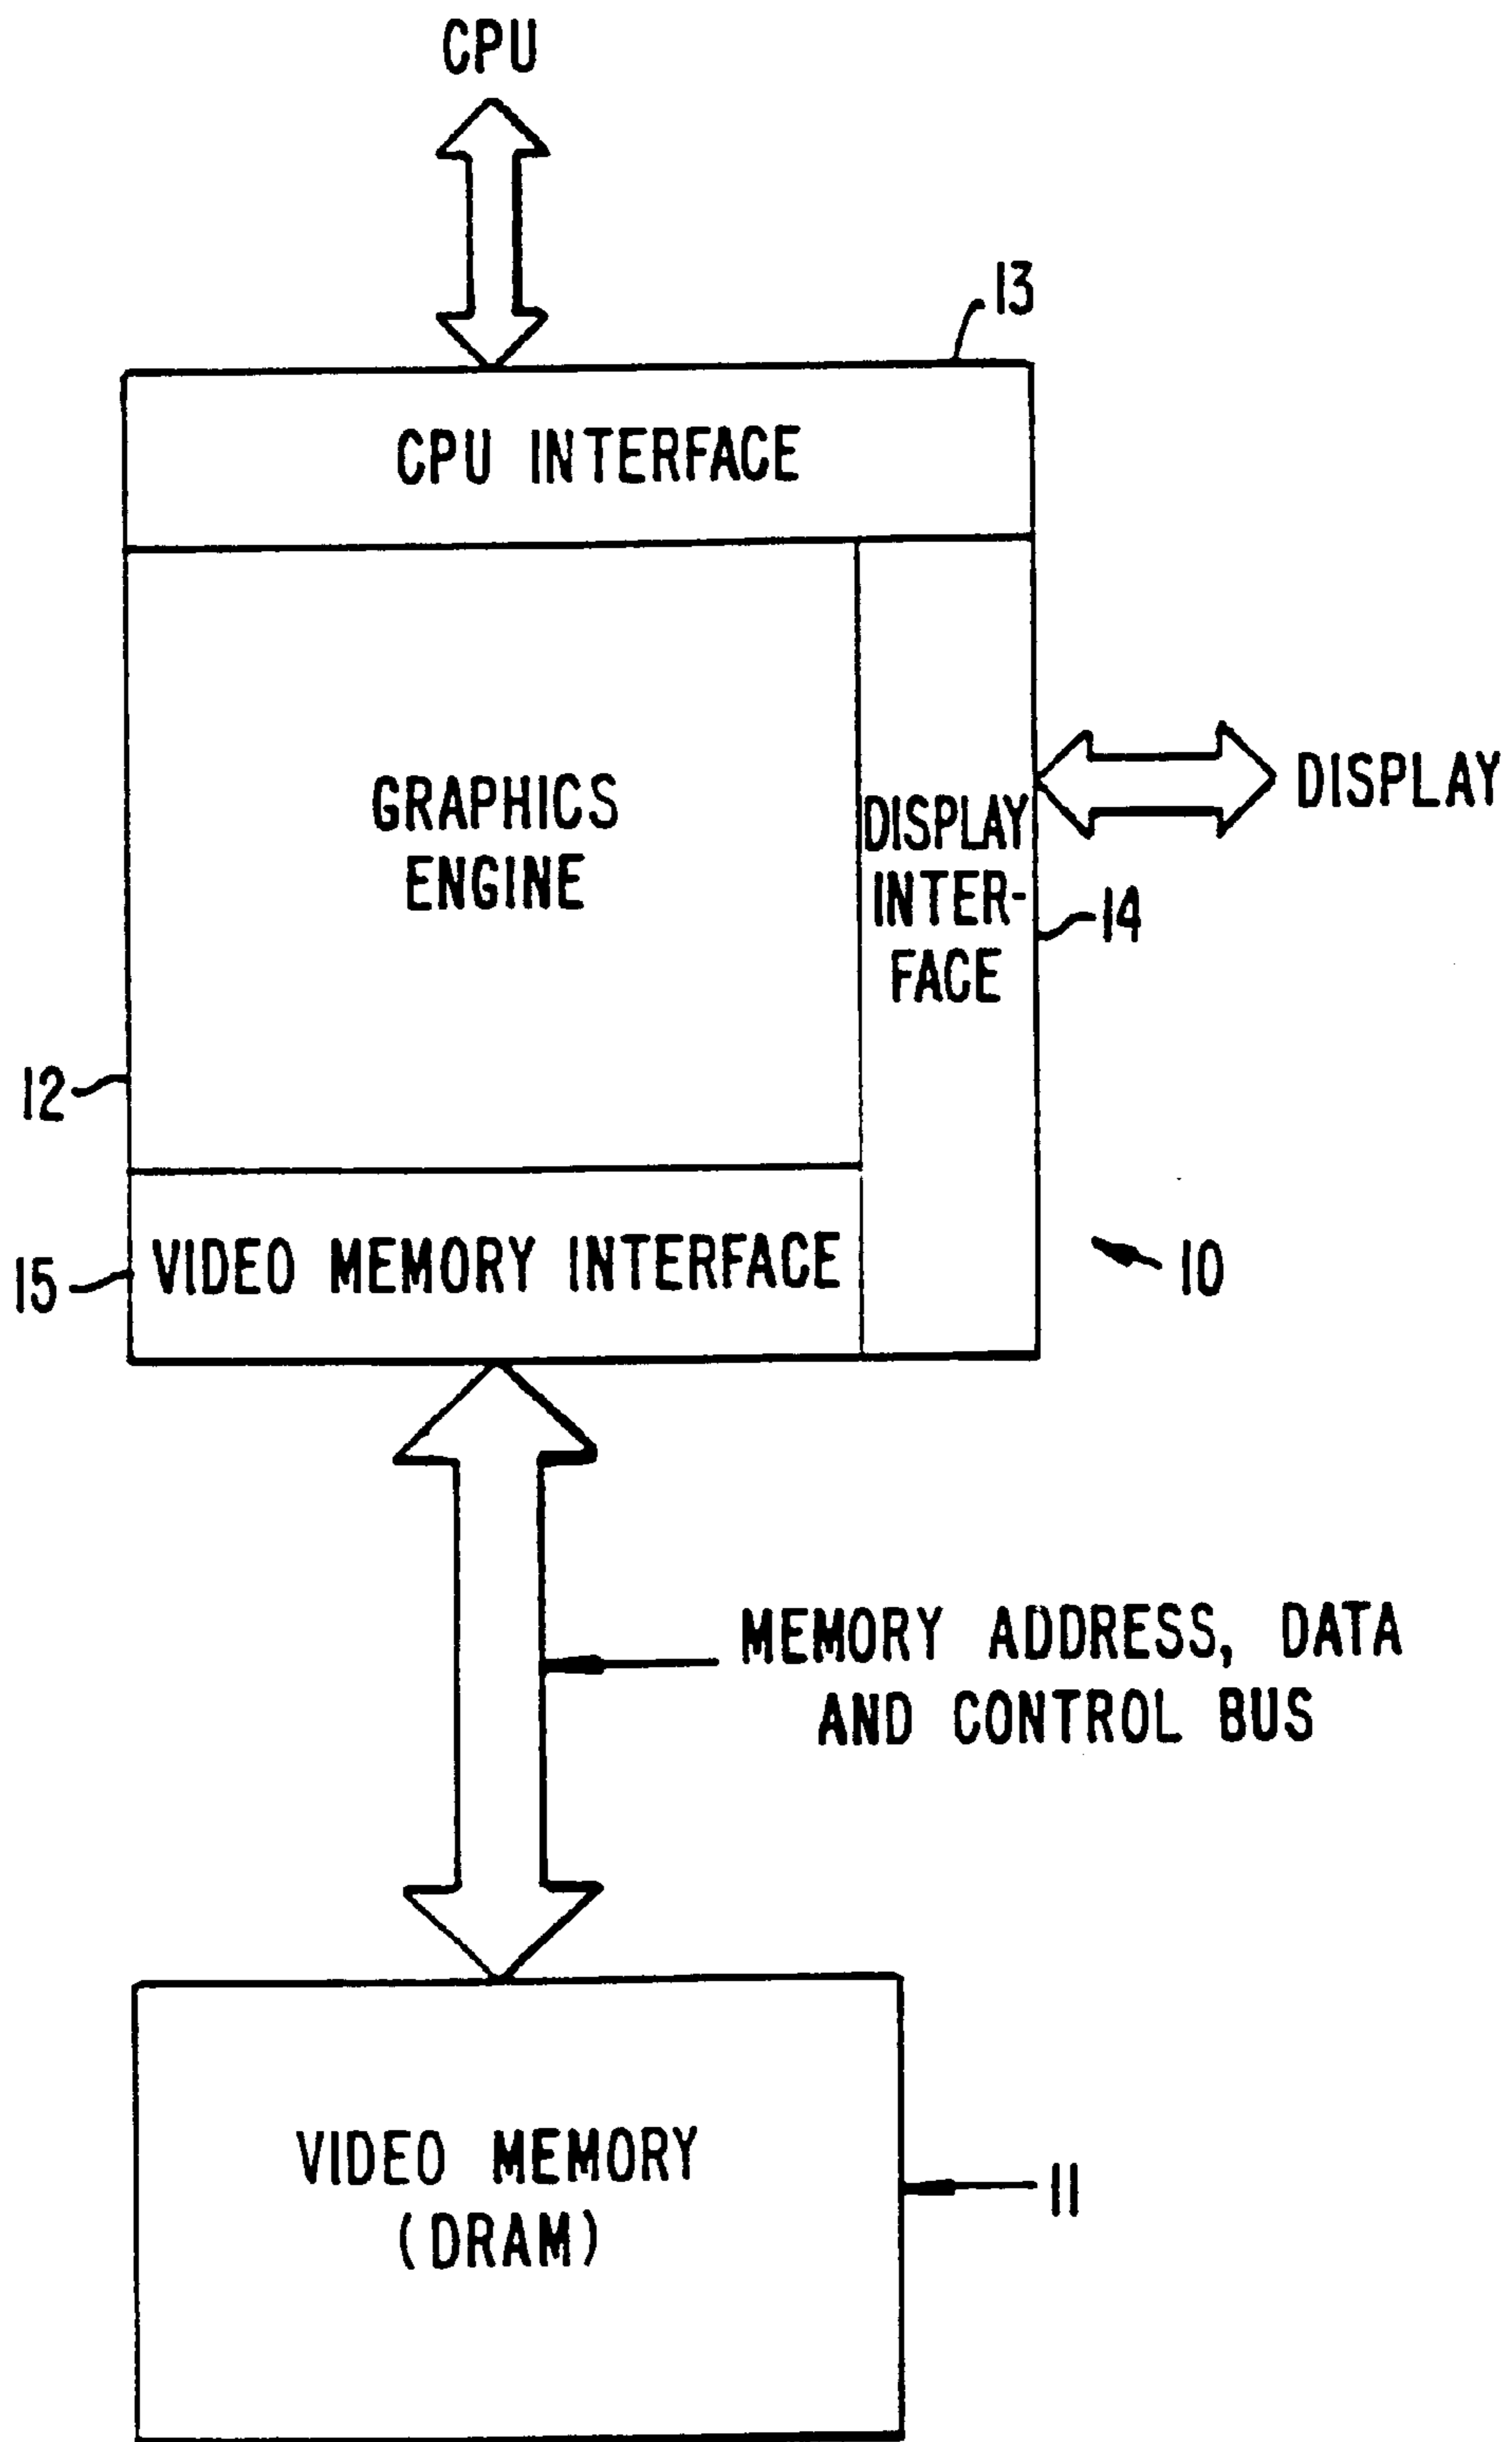 CPU
13
CPU INTERFACE
GRAPHICS
ENGINE
DISPLAY
INTER-
FACE
DISPLAY
14
12
15
VIDEO MEMORY INTERFACE
10
MEMORY ADDRESS, DATA
AND CONTROL BUS
VIDEO MEMORY
(DRAM)
11